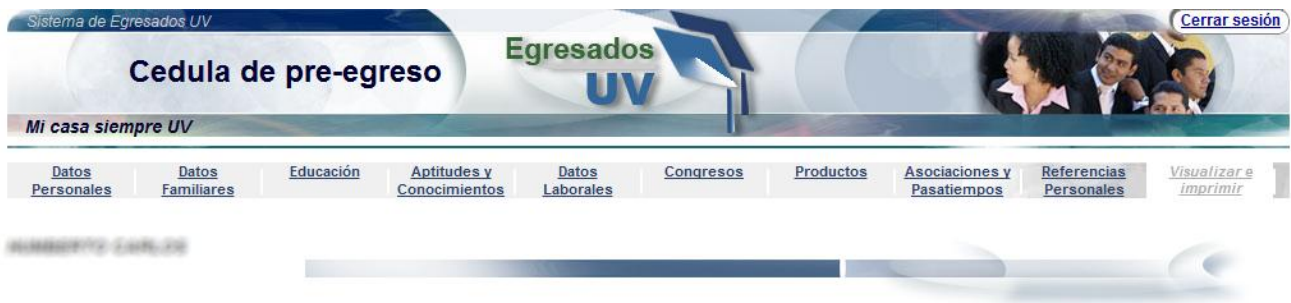 Sistema de Egresados UV
Cerrar sesión
Cedula de pre-egreso
Egresados
UV
Mi casa siempre UV
Datos Personales
Datos Familiares
Educación
Aptitudes y Conocimientos
Datos Laborales
Congresos
Productos
Asociaciones y Pasatiempos
Referencias Personales
Visualizar e imprimir